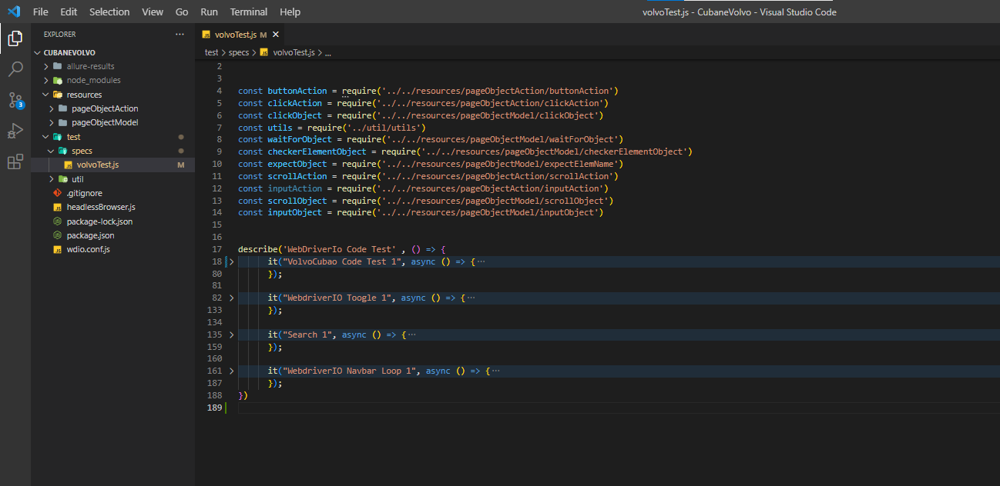 File Edit Selection View Go Run Terminal Help
volvoTest.js - CubaneVolvo - Visual Studio Code
EXPLORER ···
CUBANEVOLVO
allure-results
node_modules
resources
pageObjectAction
pageObjectModel
test
specs
volvoTest.js M
util
.gitignore
headlessBrowser.js
package-lock.json
package.json
wdio.conf.js
3
volvoTest.js M
test > specs > volvoTest.js > ...
2
3
4 const buttonAction = require('../../resources/pageObjectAction/buttonAction')
5 const clickAction = require('../../resources/pageObjectAction/clickAction')
6 const clickObject = require('../../resources/pageObjectModel/clickObject')
7 const utils = require('../util/utils')
8 const waitForObject = require('../../resources/pageObjectModel/waitForObject')
9 const checkerElementObject = require('../../resources/pageObjectModel/checkerElementObject')
10 const expectObject = require('../../resources/pageObjectModel/expectElemName')
11 const scrollAction = require('../../resources/pageObjectAction/scrollAction')
12 const inputAction = require('../../resources/pageObjectAction/inputAction')
13 const scrollObject = require('../../resources/pageObjectModel/scrollObject')
14 const inputObject = require('../../resources/pageObjectModel/inputObject')
15
16
17 describe('WebDriverIo Code Test' , () => {
18 it("VolvoCubao Code Test 1", async () => {···
80 });
81
82 it("WebdriverIO Toogle 1", async () => {···
133 });
134
135 it("Search 1", async () => {···
159 });
160
161 it("WebdriverIO Navbar Loop 1", async () => {···
187 });
188 })
189